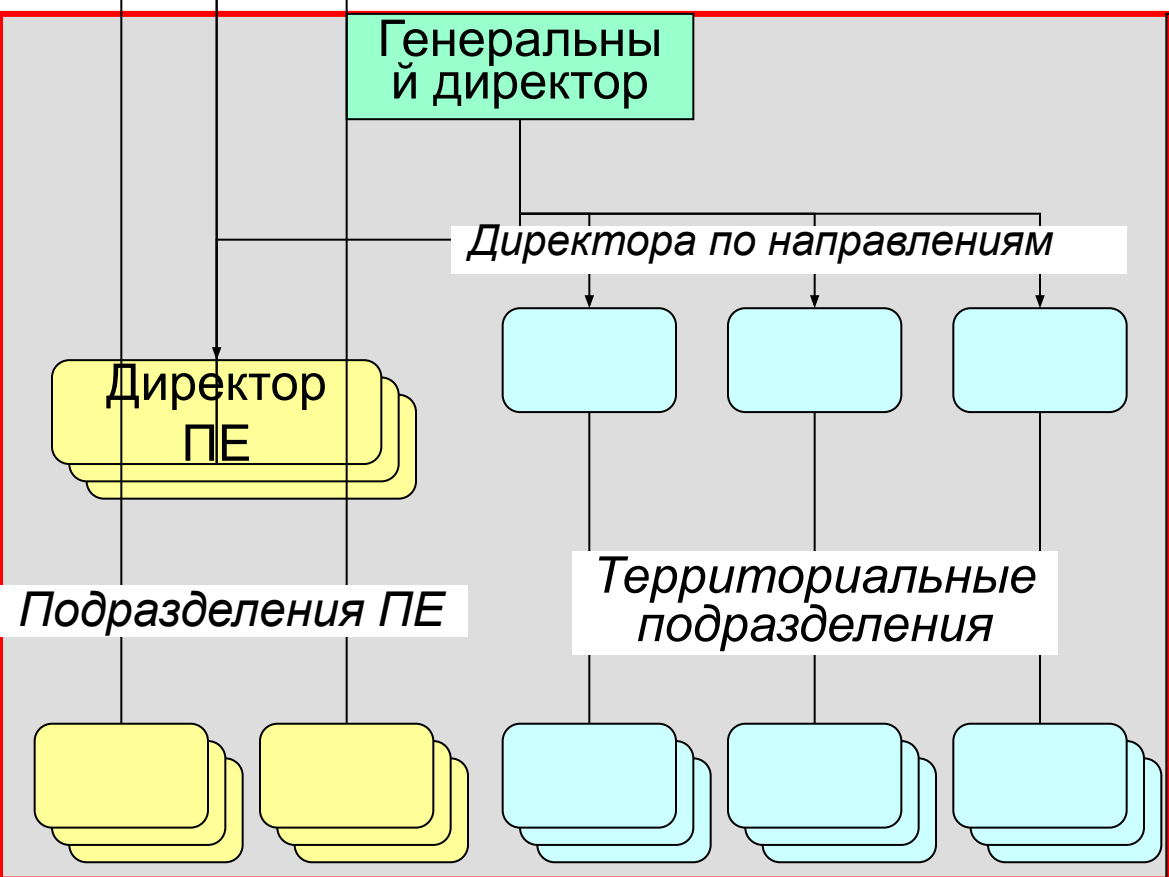 Генеральны
й директор
Директора по направлениям
Директор
ПЕ
Территориальные
подразделения
Подразделения ПЕ